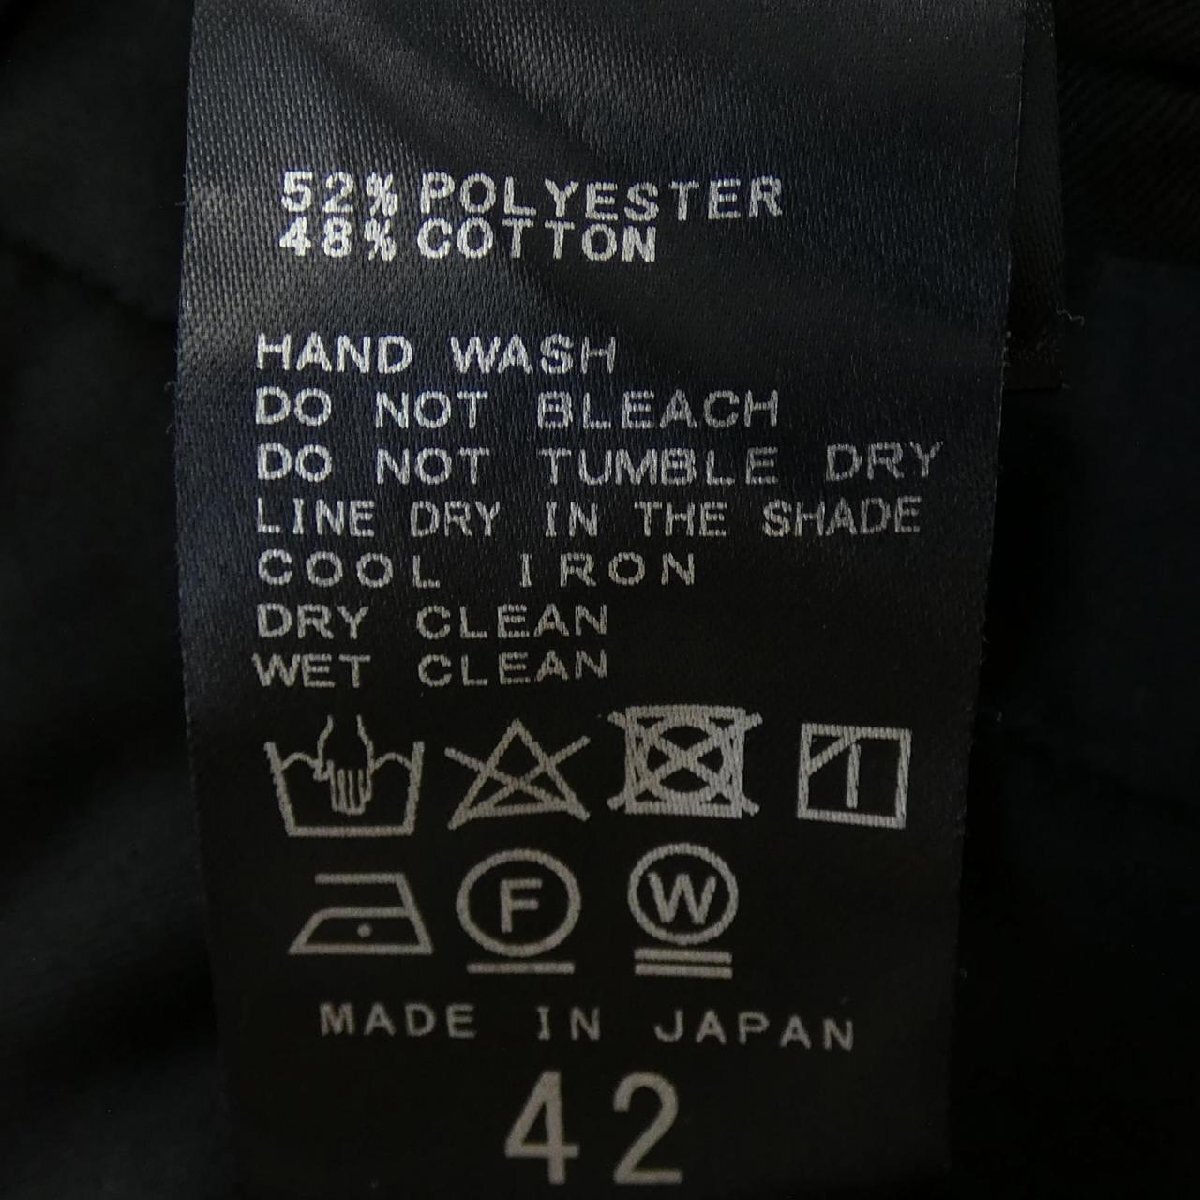 52% POLYESTER
48% COTTON
HAND WASH
DO NOT BLEACH
DO NOT TUMBLE DRY
LINE DRY IN THE SHADE
COOL IRON
DRY CLEAN
WET CLEAN
F W
MADE IN JAPAN
42